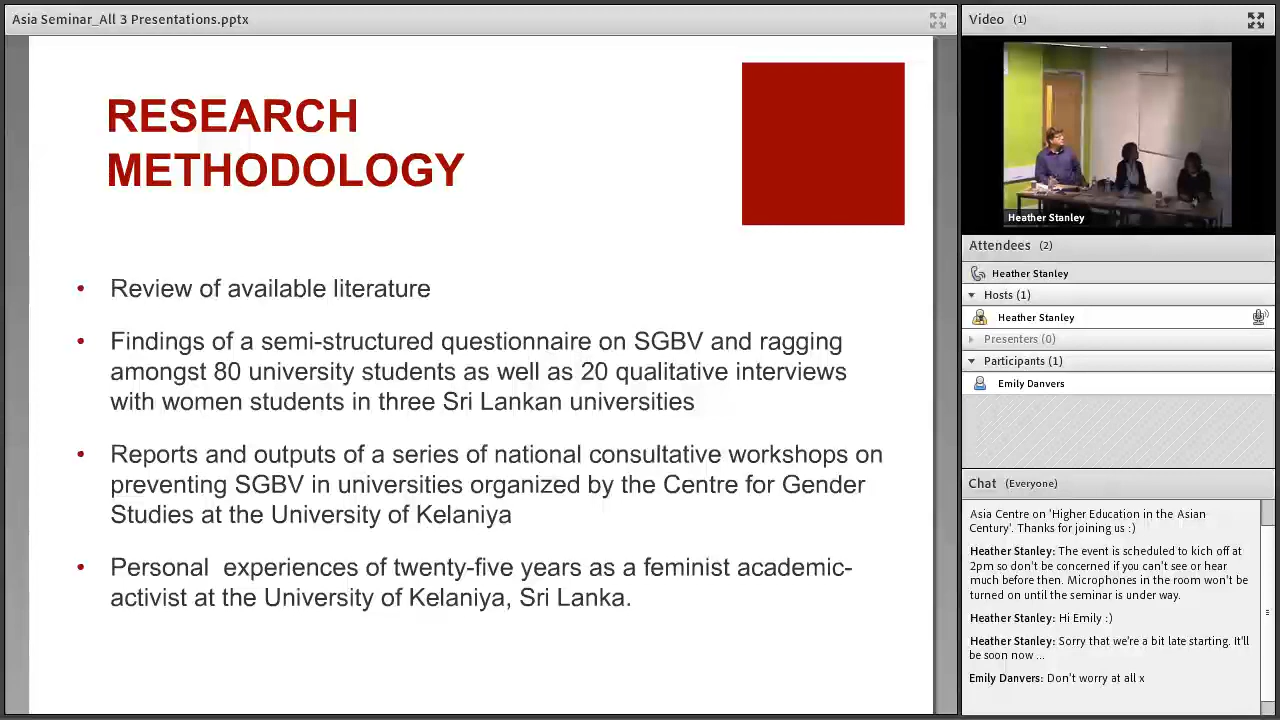 Asia Seminar_All 3 Presentations.pptx
RESEARCH
METHODOLOGY
• Review of available literature
• Findings of a semi-structured questionnaire on SGBV and ragging
amongst 80 university students as well as 20 qualitative interviews
with women students in three Sri Lankan universities
• Reports and outputs of a series of national consultative workshops on
preventing SGBV in universities organized by the Centre for Gender
Studies at the University of Kelaniya
• Personal  experiences of twenty-five years as a feminist academic-
activist at the University of Kelaniya, Sri Lanka.
Video (1)
Heather Stanley
Attendees (2)
Heather Stanley
Hosts (1)
Heather Stanley
Presenters (0)
Participants (1)
Emily Danvers
Chat (Everyone)
Asia Centre on 'Higher Education in the Asian
Century'. Thanks for joining us :)
Heather Stanley: The event is scheduled to kick off at
2pm so don't be concerned if you can't see or hear
much before then. Microphones in the room won't be
turned on until the seminar is under way.
Heather Stanley: Hi Emily :)
Heather Stanley: Sorry that we're a bit late starting. It'll
be soon now ...
Emily Danvers: Don't worry at all x